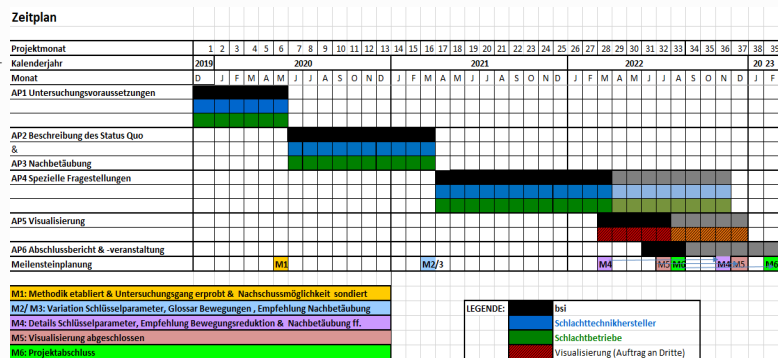 Zeitplan
Projektmonat 1 2 3 4 5 6 7 8 9 10 11 12 13 14 15 16 17 18 19 20 21 22 23 24 25 26 27 28 29 30 31 32 33 34 35 36 37 38 39
Kalenderjahr 2019 2020 2021 2022 20 23
Monat D J F M A M J J A S O N D J F M A M J J A S O N D J F M A M J J A S O N D J F
AP1 Untersuchungsvoraussetzungen
AP2 Beschreibung des Status Quo
&
AP3 Nachbetäubung
AP4 Spezielle Fragestellungen
AP5 Visualisierung
AP6 Abschlussbericht & -veranstaltung
Meilensteinplanung M1 M2/3 M4 M5 M6 M4 M5 M6
M1: Methodik etabliert & Untersuchungsgang erprobt & Nachschussmöglichkeit sondiert
M2/ M3: Variation Schlüselparameter, Glossar Bewegungen , Empfehlung Nachbetäubung
M4: Details Schlüselparameter, Empfehlung Bewegungsreduktion & Nachbetäubung ff.
M5: Visualisierung abgeschlossen
M6: Projektabschluss
LEGENDE: bsi
Schlachttechnikhersteller
Schlachtbetriebe
Visualisierung (Auftrag an Dritte)